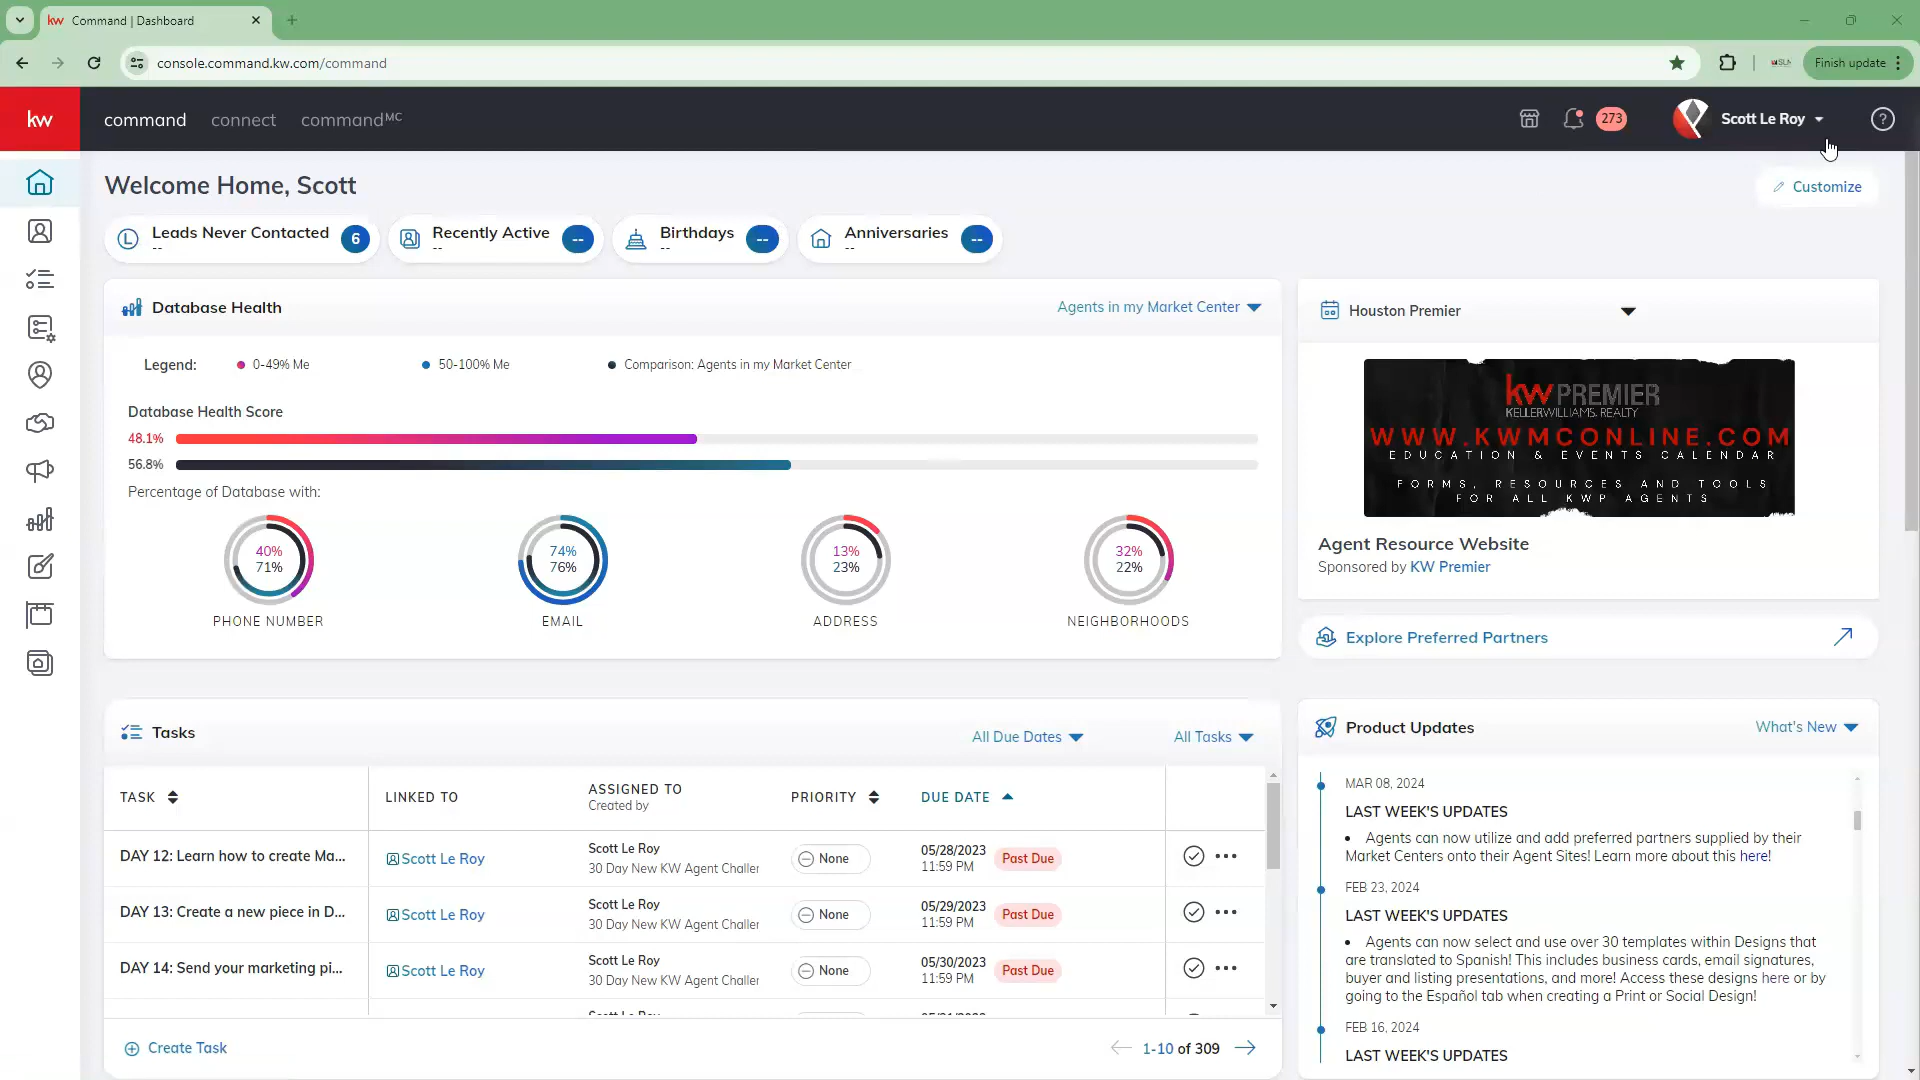 kw Command | Dashboard
console.command.kw.com/command
Finish update
kw
command connect commandMC
273
Scott Le Roy
Welcome Home, Scott
Customize
Leads Never Contacted
--
6
Recently Active
--
--
Birthdays
--
--
Anniversaries
--
--
Database Health
Agents in my Market Center
Legend: 0-49% Me 50-100% Me Comparison: Agents in my Market Center
Database Health Score
48.1%
56.8%
Percentage of Database with:
40%
71%
PHONE NUMBER
74%
76%
EMAIL
13%
23%
ADDRESS
32%
22%
NEIGHBORHOODS
Houston Premier
kw PREMIER
KELLERWILLIAMS. REALTY
WWW.KWMCONLINE.COM
EDUCATION & EVENTS CALENDAR
FORMS, RESOURCES AND TOOLS
FOR ALL KWP AGENTS
Agent Resource Website
Sponsored by KW Premier
Explore Preferred Partners
Tasks
All Due Dates All Tasks
TASK LINKED TO ASSIGNED TO PRIORITY DUE DATE
Created by
DAY 12: Learn how to create Ma...
Scott Le Roy
Scott Le Roy
30 Day New KW Agent Challer
None
05/28/2023
11:59 PM
Past Due
DAY 13: Create a new piece in D...
Scott Le Roy
Scott Le Roy
30 Day New KW Agent Challer
None
05/29/2023
11:59 PM
Past Due
DAY 14: Send your marketing pi...
Scott Le Roy
Scott Le Roy
30 Day New KW Agent Challer
None
05/30/2023
11:59 PM
Past Due
Create Task
1-10 of 309
Product Updates
What's New
MAR 08, 2024
LAST WEEK'S UPDATES
• Agents can now utilize and add preferred partners supplied by their
Market Centers onto their Agent Sites! Learn more about this here!
FEB 23, 2024
LAST WEEK'S UPDATES
• Agents can now select and use over 30 templates within Designs that
are translated to Spanish! This includes business cards, email signatures,
buyer and listing presentations, and more! Access these designs here or by
going to the Español tab when creating a Print or Social Design!
FEB 16, 2024
LAST WEEK'S UPDATES